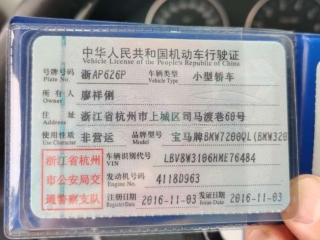 中华人民共和国机动车行驶证
Vehicle License of the People's Republic of China
号牌号码 浙AP626P 车辆类型 小型轿车
Plate No. Vehicle Type
所有人 廖祥俐
Owner
住址 浙江省杭州市上城区司马渡巷60号
Address
使用性质 非营运 品牌型号 宝马牌BMW7200QL(BMW320
Use Character Model
浙江省杭州市公安局交通警察支队
车辆识别代号 LBV8W3106HME76484
VIN
发动机号码 4118D963
Engine No.
注册日期 2016-11-03 发证日期 2016-11-03
Register Date Issue Date